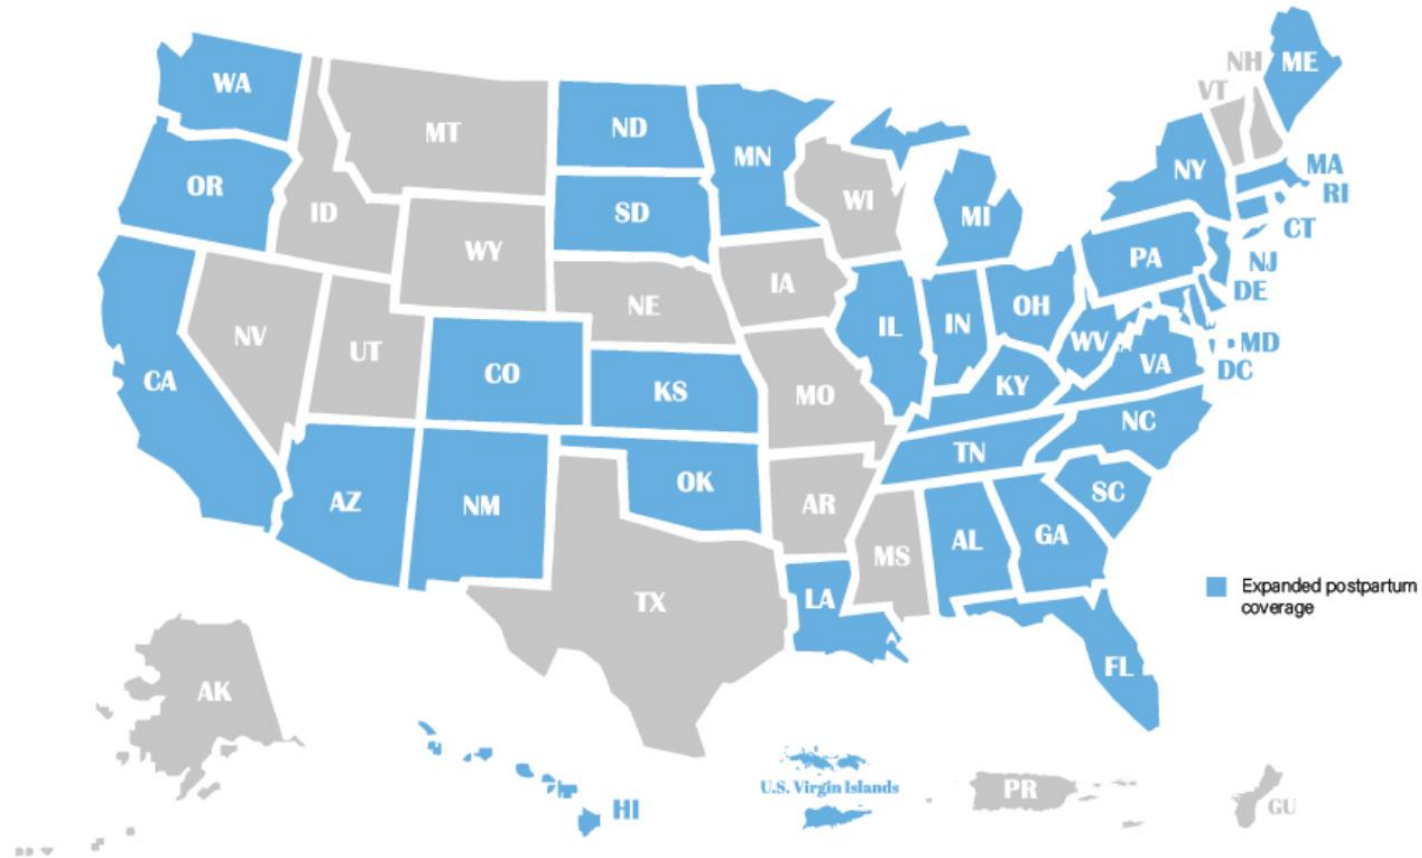 ME
NH
VT
WA
MT
ND
MN
OR
ID
SD
WI
MI
NY
MA
RI
CT
WY
PA
NJ
DE
NE
IA
OH
NV
UT
IL
IN
WV
MD
VA
DC
CO
CA
KS
MO
KY
NC
TN
AZ
NM
OK
AR
SC
MS
AL
GA
TX
LA
Expanded postpartum
coverage
FL
AK
HI
U.S. Virgin Islands
PR
GU